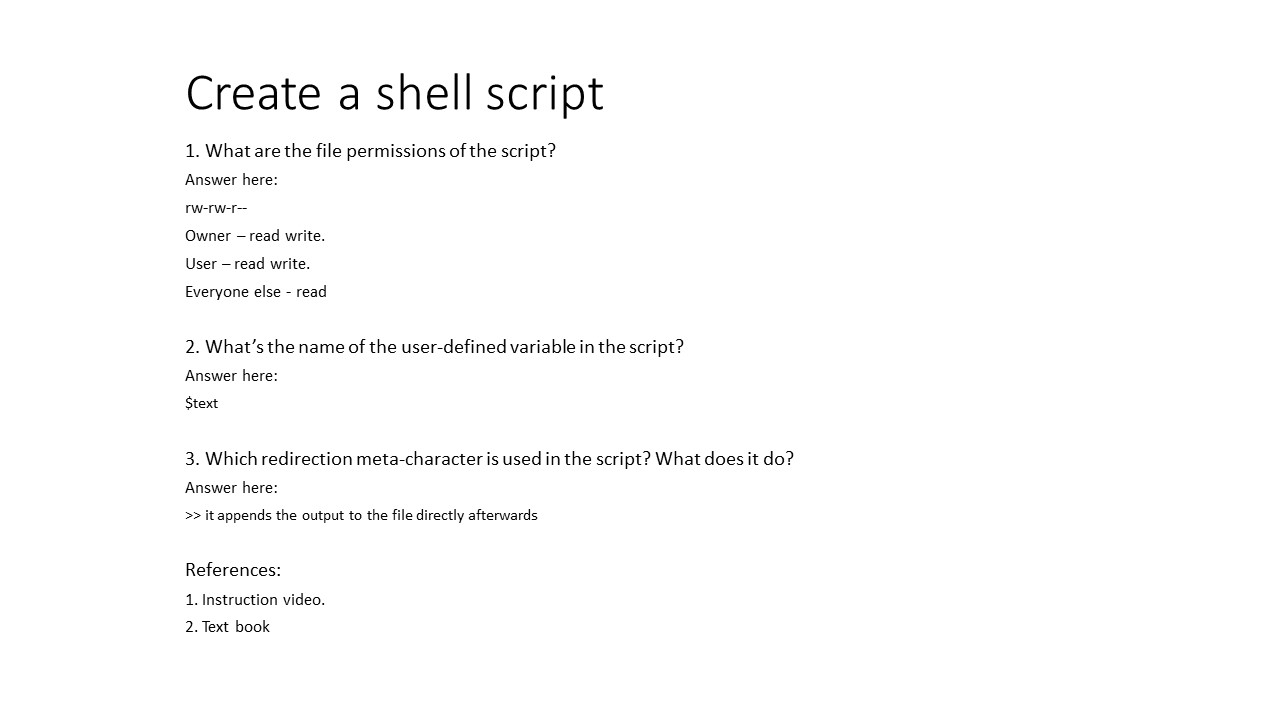 Create a shell script
1. What are the file permissions of the script?
Answer here:
rw-rw-r--
Owner – read write.
User – read write.
Everyone else - read
2. What’s the name of the user-defined variable in the script?
Answer here:
$text
3. Which redirection meta-character is used in the script? What does it do?
Answer here:
>> it appends the output to the file directly afterwards
References:
1. Instruction video.
2. Text book